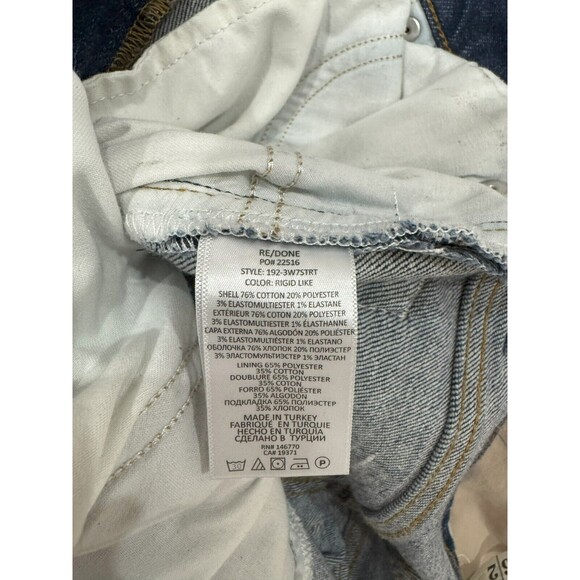 RE/DONE
PO# 22516
STYLE: 192-3W7STRT
COLOR: RIGID LIKE
SHELL 76% COTTON 20% POLYESTER
3% ELASTOMULTIESTER 1% ELASTANE
EXTÉRIEUR 76% COTON 20% POLYESTER
3% ELASTOMULTIESTER 1% ÉLASTHANNE
CAPA EXTERNA 76% ALGODÓN 20% POLIÉSTER
3% ELASTOMULTIESTER 1% ELASTANO
ОБОЛОЧКА 76% ХЛОПОК 20% ПОЛИЭСТЕР
3% ЭЛАСТОМУЛТИЭСТЕР 1% ЭЛАСТАН
LINING 65% POLYESTER
35% COTTON
DOUBLURE 65% POLYESTER
35% COTON
FORRO 65% POLIÉSTER
35% ALGODÓN
ПОДКЛАДКА 65% ПОЛИЭСТЕР
35% ХЛОПОК
MADE IN TURKEY
FABRIQUÉ EN TURQUIE
HECHO EN TURQUÍA
СДЕЛАНО В ТУРЦИИ
RN# 146770
CA# 19371
30
P